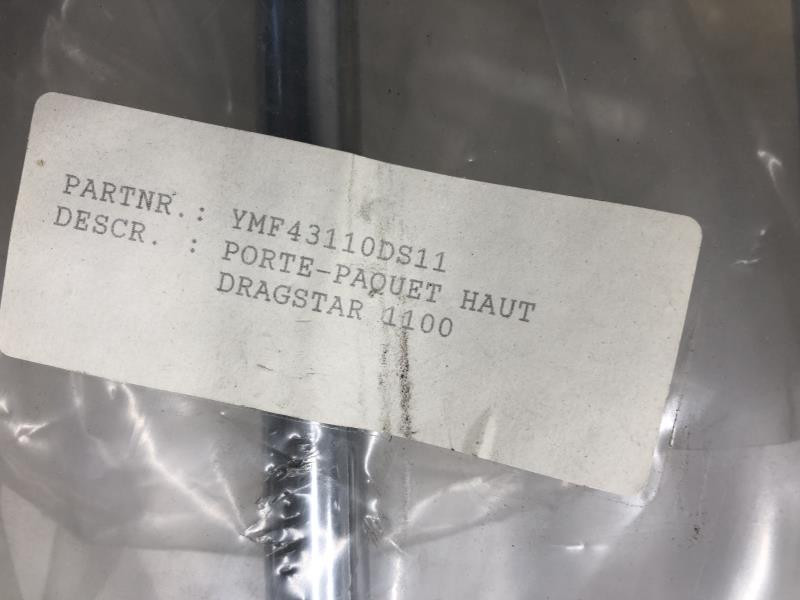 PARTNR.: YMF43110DS11
DESCR. : PORTE-PAQUET HAUT
DRAGSTAR 1100